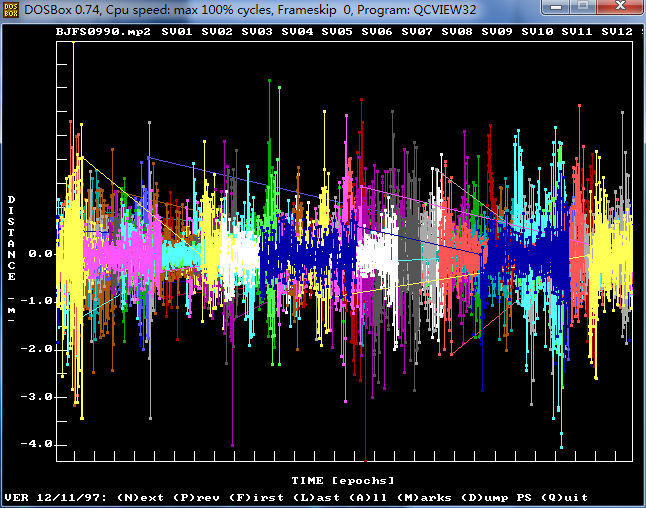 DOS BOX DOSBox 0.74, Cpu speed: max 100% cycles, Frameskip 0, Program: QCVIEW32
BJFS0990.mp2 SV01 SV02 SV03 SV04 SV05 SV06 SV07 SV08 SV09 SV10 SV11 SV12 S
DISTANCE -m-
0.0
-1.0
-2.0
-3.0
-4.0
TIME [epochs]
VER 12/11/97: (N)ext (P)rev (F)irst (L)ast (A)ll (M)arks (D)ump PS (Q)uit